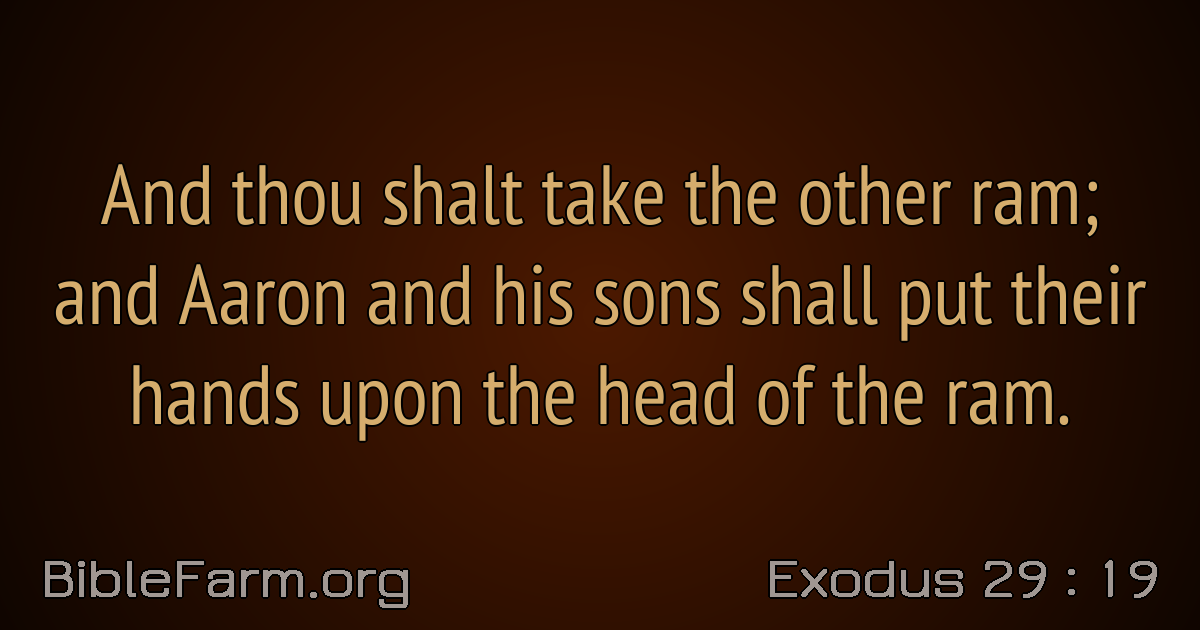 And thou shalt take the other ram;
and Aaron and his sons shall put their
hands upon the head of the ram.
BibleFarm.org
Exodus 29 : 19